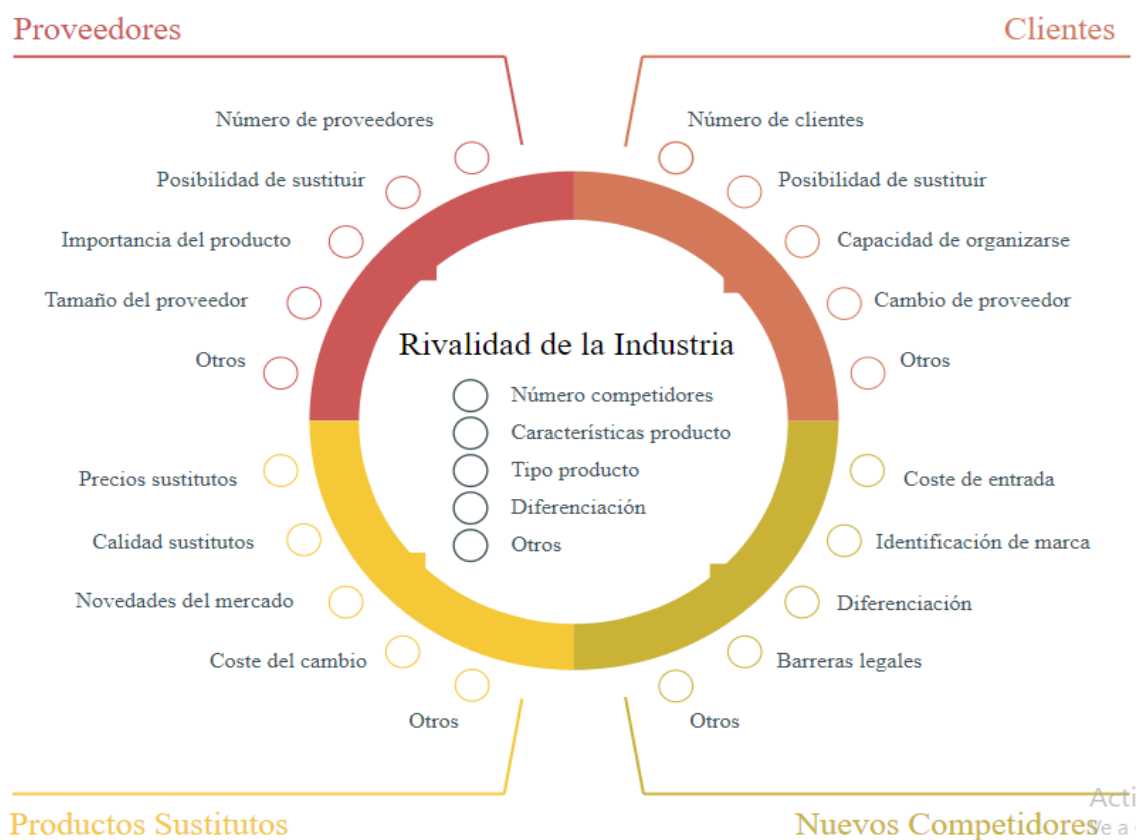 Proveedores
Clientes
Número de proveedores
Posibilidad de sustituir
Importancia del producto
Tamaño del proveedor
Otros
Número de clientes
Posibilidad de sustituir
Capacidad de organizarse
Cambio de proveedor
Otros
Rivalidad de la Industria
Número competidores
Características producto
Tipo producto
Diferenciación
Otros
Precios sustitutos
Calidad sustitutos
Novedades del mercado
Coste del cambio
Otros
Coste de entrada
Identificación de marca
Diferenciación
Barreras legales
Otros
Productos Sustitutos
Nuevos Competidores
Acti
Ve a